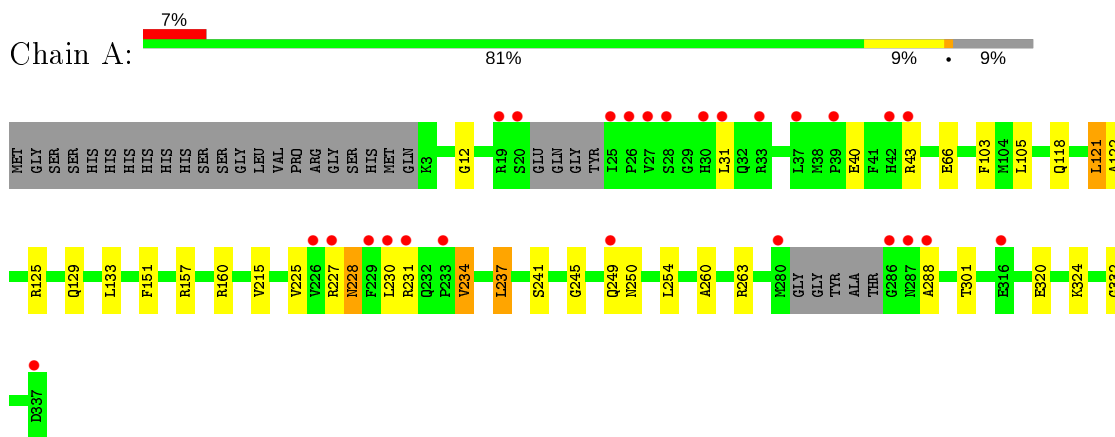 7%
Chain A:
81% 9% • 9%
MET GLY SER SER HIS HIS HIS HIS HIS HIS SER SER GLY LEU VAL PRO ARG GLY SER HIS MET GLN K3 G12 R19 S20 GLU GLN GLY TYR I25 P26 V27 S28 G29 H30 L31 Q32 R33 L37 M38 P39 E40 F41 H42 R43 E66 F103 M104 L105 Q118 L121 A122
R125 Q129 L133 F151 R157 R160 V215 V225 V226 R227 N228 F229 L230 R231 Q232 P233 V234 L237 S241 G245 Q249 N250 L254 A260 R263 M280 GLY GLY TYR ALA THR G286 N287 A288 T301 E316 E320 K324
D337